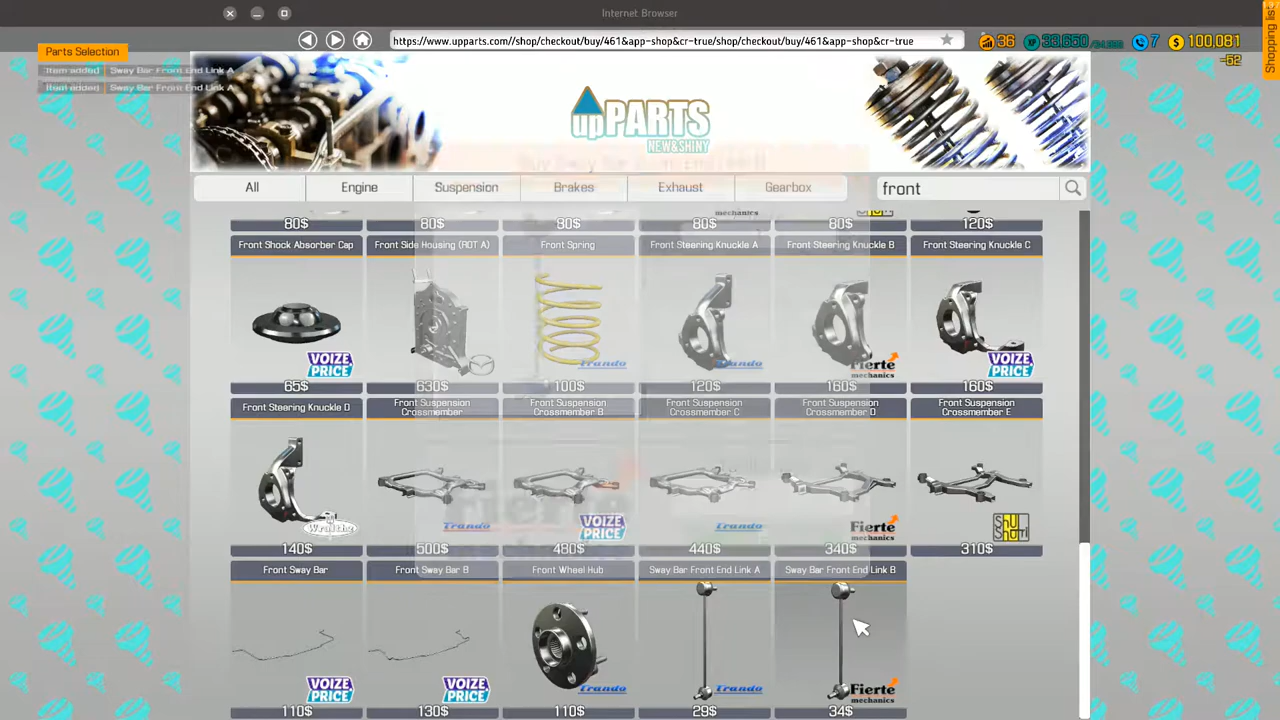 Internet Browser
https://www.upparts.com//shop/checkout/buy/461&app-shop&cr-true/shop/checkout/buy/461&app-shop&cr-true
36
7
$ 100,081
-52
Shopping list
Parts Selection
Item added Sway Bar Front End Link A
Item added Sway Bar Front End Link A
upPARTS
NEW&SHINY
All Engine Suspension Brakes Exhaust Gearbox
front
80$ 80$ 80$ 80$ 80$ 120$
Front Shock Absorber Cap Front Side Housing (ROT A) Front Spring Front Steering Knuckle A Front Steering Knuckle B Front Steering Knuckle C
VOIZE PRICE Trando Trando Fierte mechanics VOIZE PRICE
65$ 630$ 100$ 120$ 160$ 160$
Front Steering Knuckle D Front Suspension Crossmember Front Suspension Crossmember B Front Suspension Crossmember C Front Suspension Crossmember D Front Suspension Crossmember E
Trando VOIZE PRICE Trando Fierte mechanics
140$ 500$ 480$ 440$ 340$ 310$
Front Sway Bar Front Sway Bar B Front Wheel Hub Sway Bar Front End Link A Sway Bar Front End Link B
VOIZE PRICE VOIZE PRICE Trando Trando Fierte mechanics
110$ 130$ 110$ 29$ 34$